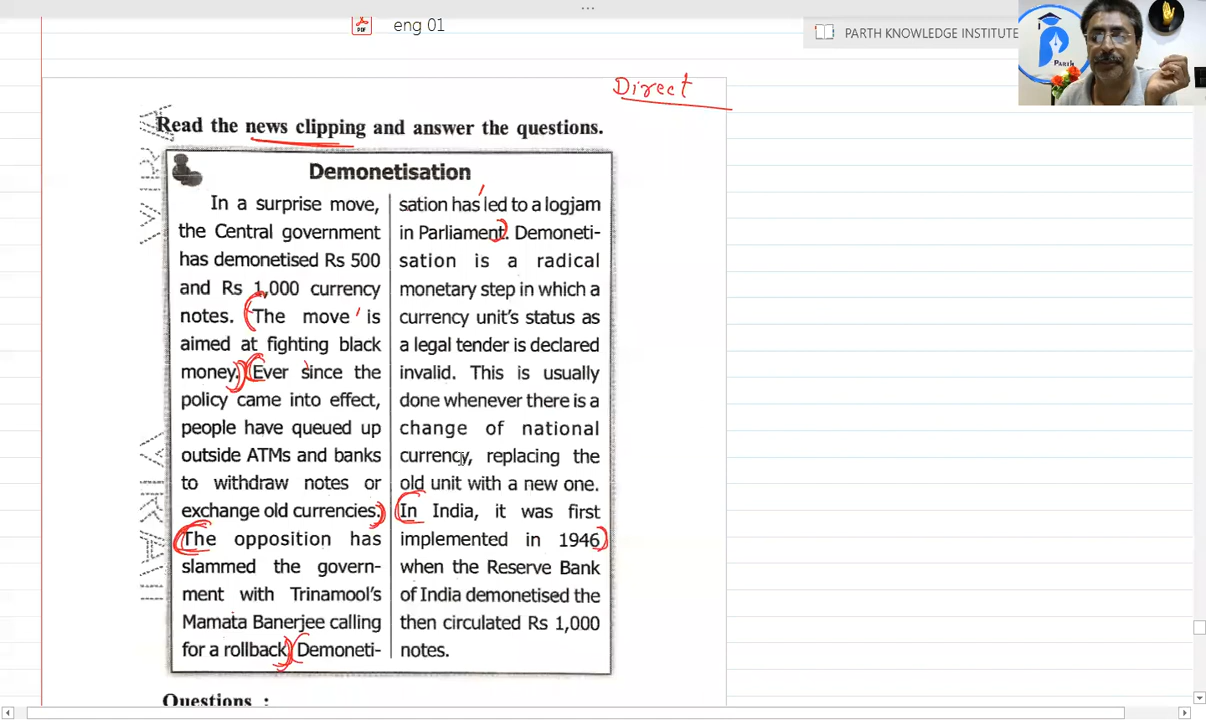 eng 01
PARTH KNOWLEDGE INSTITUTE
Parth
Direct
Read the news clipping and answer the questions.
Demonetisation
In a surprise move,
the Central government
has demonetised Rs 500
and Rs 1,000 currency
notes. The move is
aimed at fighting black
money. Ever since the
policy came into effect,
people have queued up
outside ATMs and banks
to withdraw notes or
exchange old currencies.
The opposition has
slammed the govern-
ment with Trinamool's
Mamata Banerjee calling
for a rollback. Demoneti-
sation has led to a logjam
in Parliament. Demoneti-
sation is a radical
monetary step in which a
currency unit's status as
a legal tender is declared
invalid. This is usually
done whenever there is a
change of national
currency, replacing the
old unit with a new one.
In India, it was first
implemented in 1946
when the Reserve Bank
of India demonetised the
then circulated Rs 1,000
notes.
Questions :